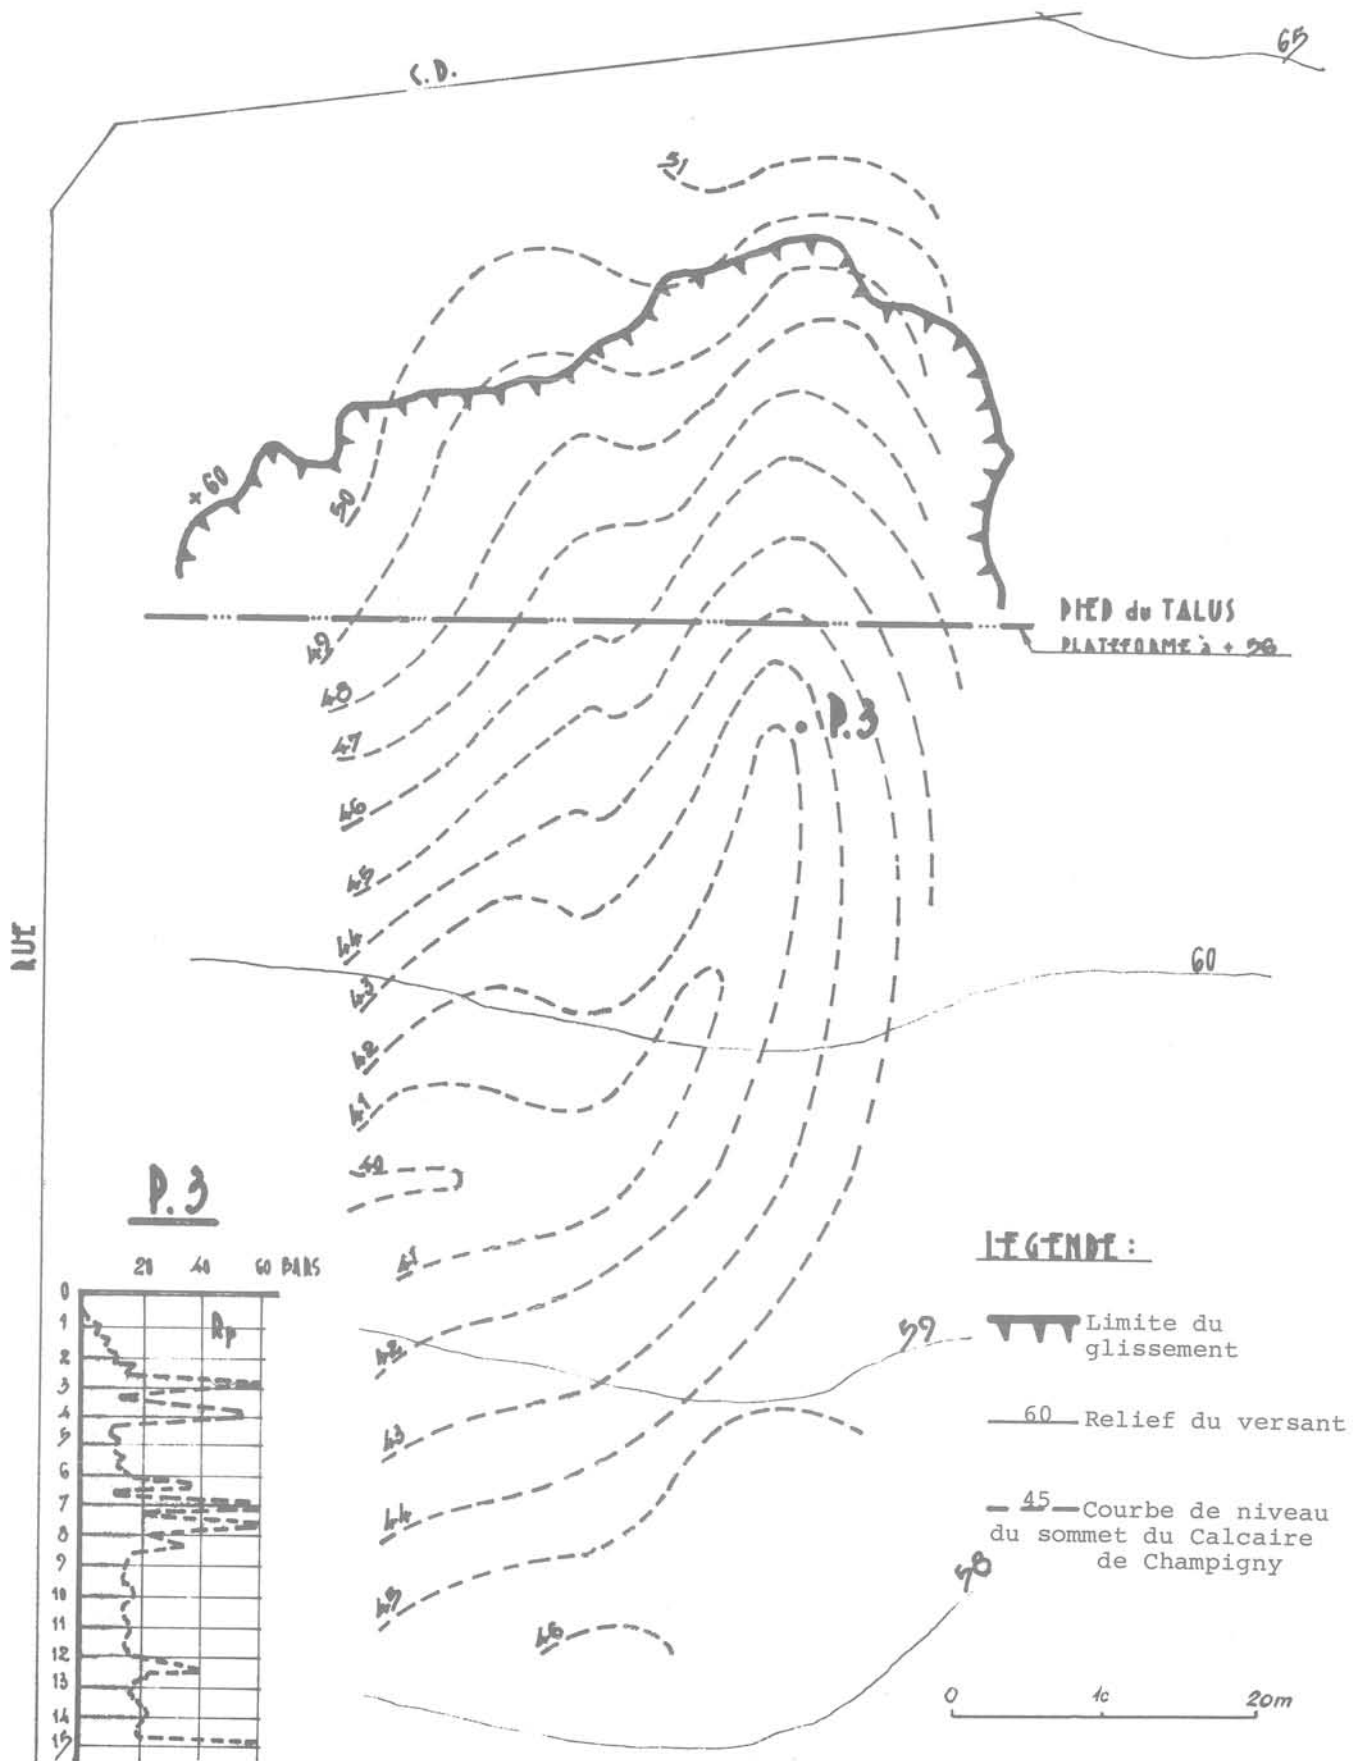 C.D.
65
51
+ 60
50
PIED du TALUS
PLATEFORME à + 56
49
48
P.3
47
46
45
RUE
44
60
43
42
41
40
P.3
LEGENDE :
41
20 40 60 BARS
0
Rp
1
59
Limite du
glissement
2
42
3
4
60 Relief du versant
5
43
6
7
45 Courbe de niveau
du sommet du Calcaire
de Champigny
44
8
9
58
10
45
11
46
12
13
0 10 20m
14
15